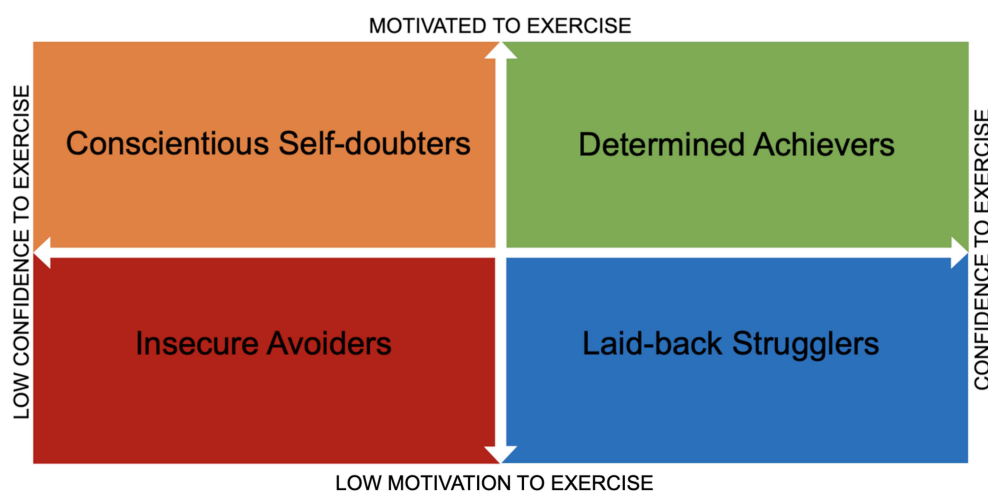 MOTIVATED TO EXERCISE
LOW CONFIDENCE TO EXERCISE
Conscientious Self-doubters
Determined Achievers
CONFIDENCE TO EXERCISE
Insecure Avoiders
Laid-back Strugglers
LOW MOTIVATION TO EXERCISE